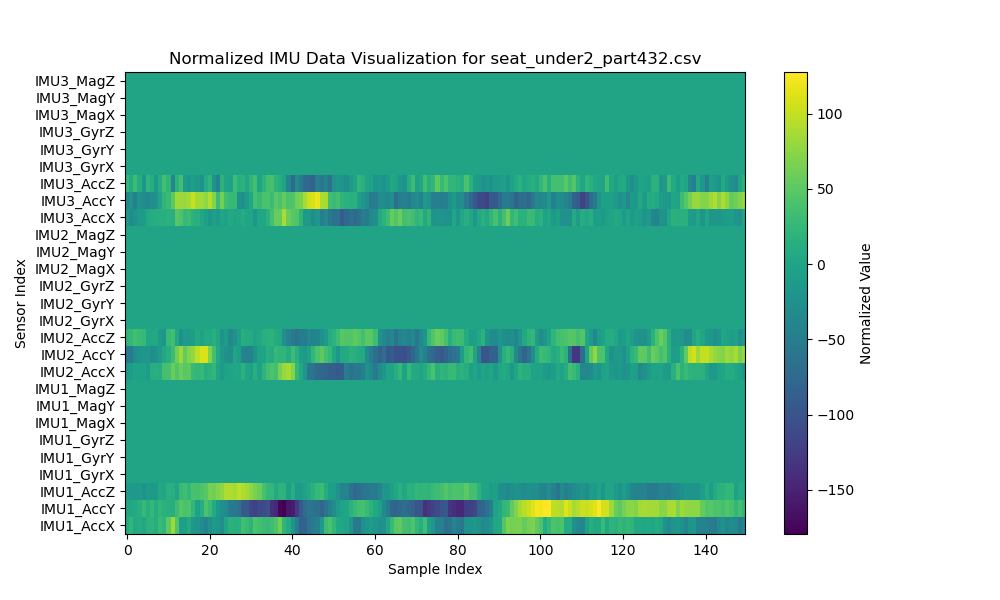 Normalized IMU Data Visualization for seat_under2_part432.csv
IMU3_MagZ
IMU3_MagY
IMU3_MagX
IMU3_GyrZ
IMU3_GyrY
IMU3_GyrX
IMU3_AccZ
IMU3_AccY
IMU3_AccX
IMU2_MagZ
IMU2_MagY
IMU2_MagX
IMU2_GyrZ
IMU2_GyrY
IMU2_GyrX
IMU2_AccZ
IMU2_AccY
IMU2_AccX
IMU1_MagZ
IMU1_MagY
IMU1_MagX
IMU1_GyrZ
IMU1_GyrY
IMU1_GyrX
IMU1_AccZ
IMU1_AccY
IMU1_AccX
Sensor Index
0 20 40 60 80 100 120 140
Sample Index
100
50
0
−50
−100
−150
Normalized Value